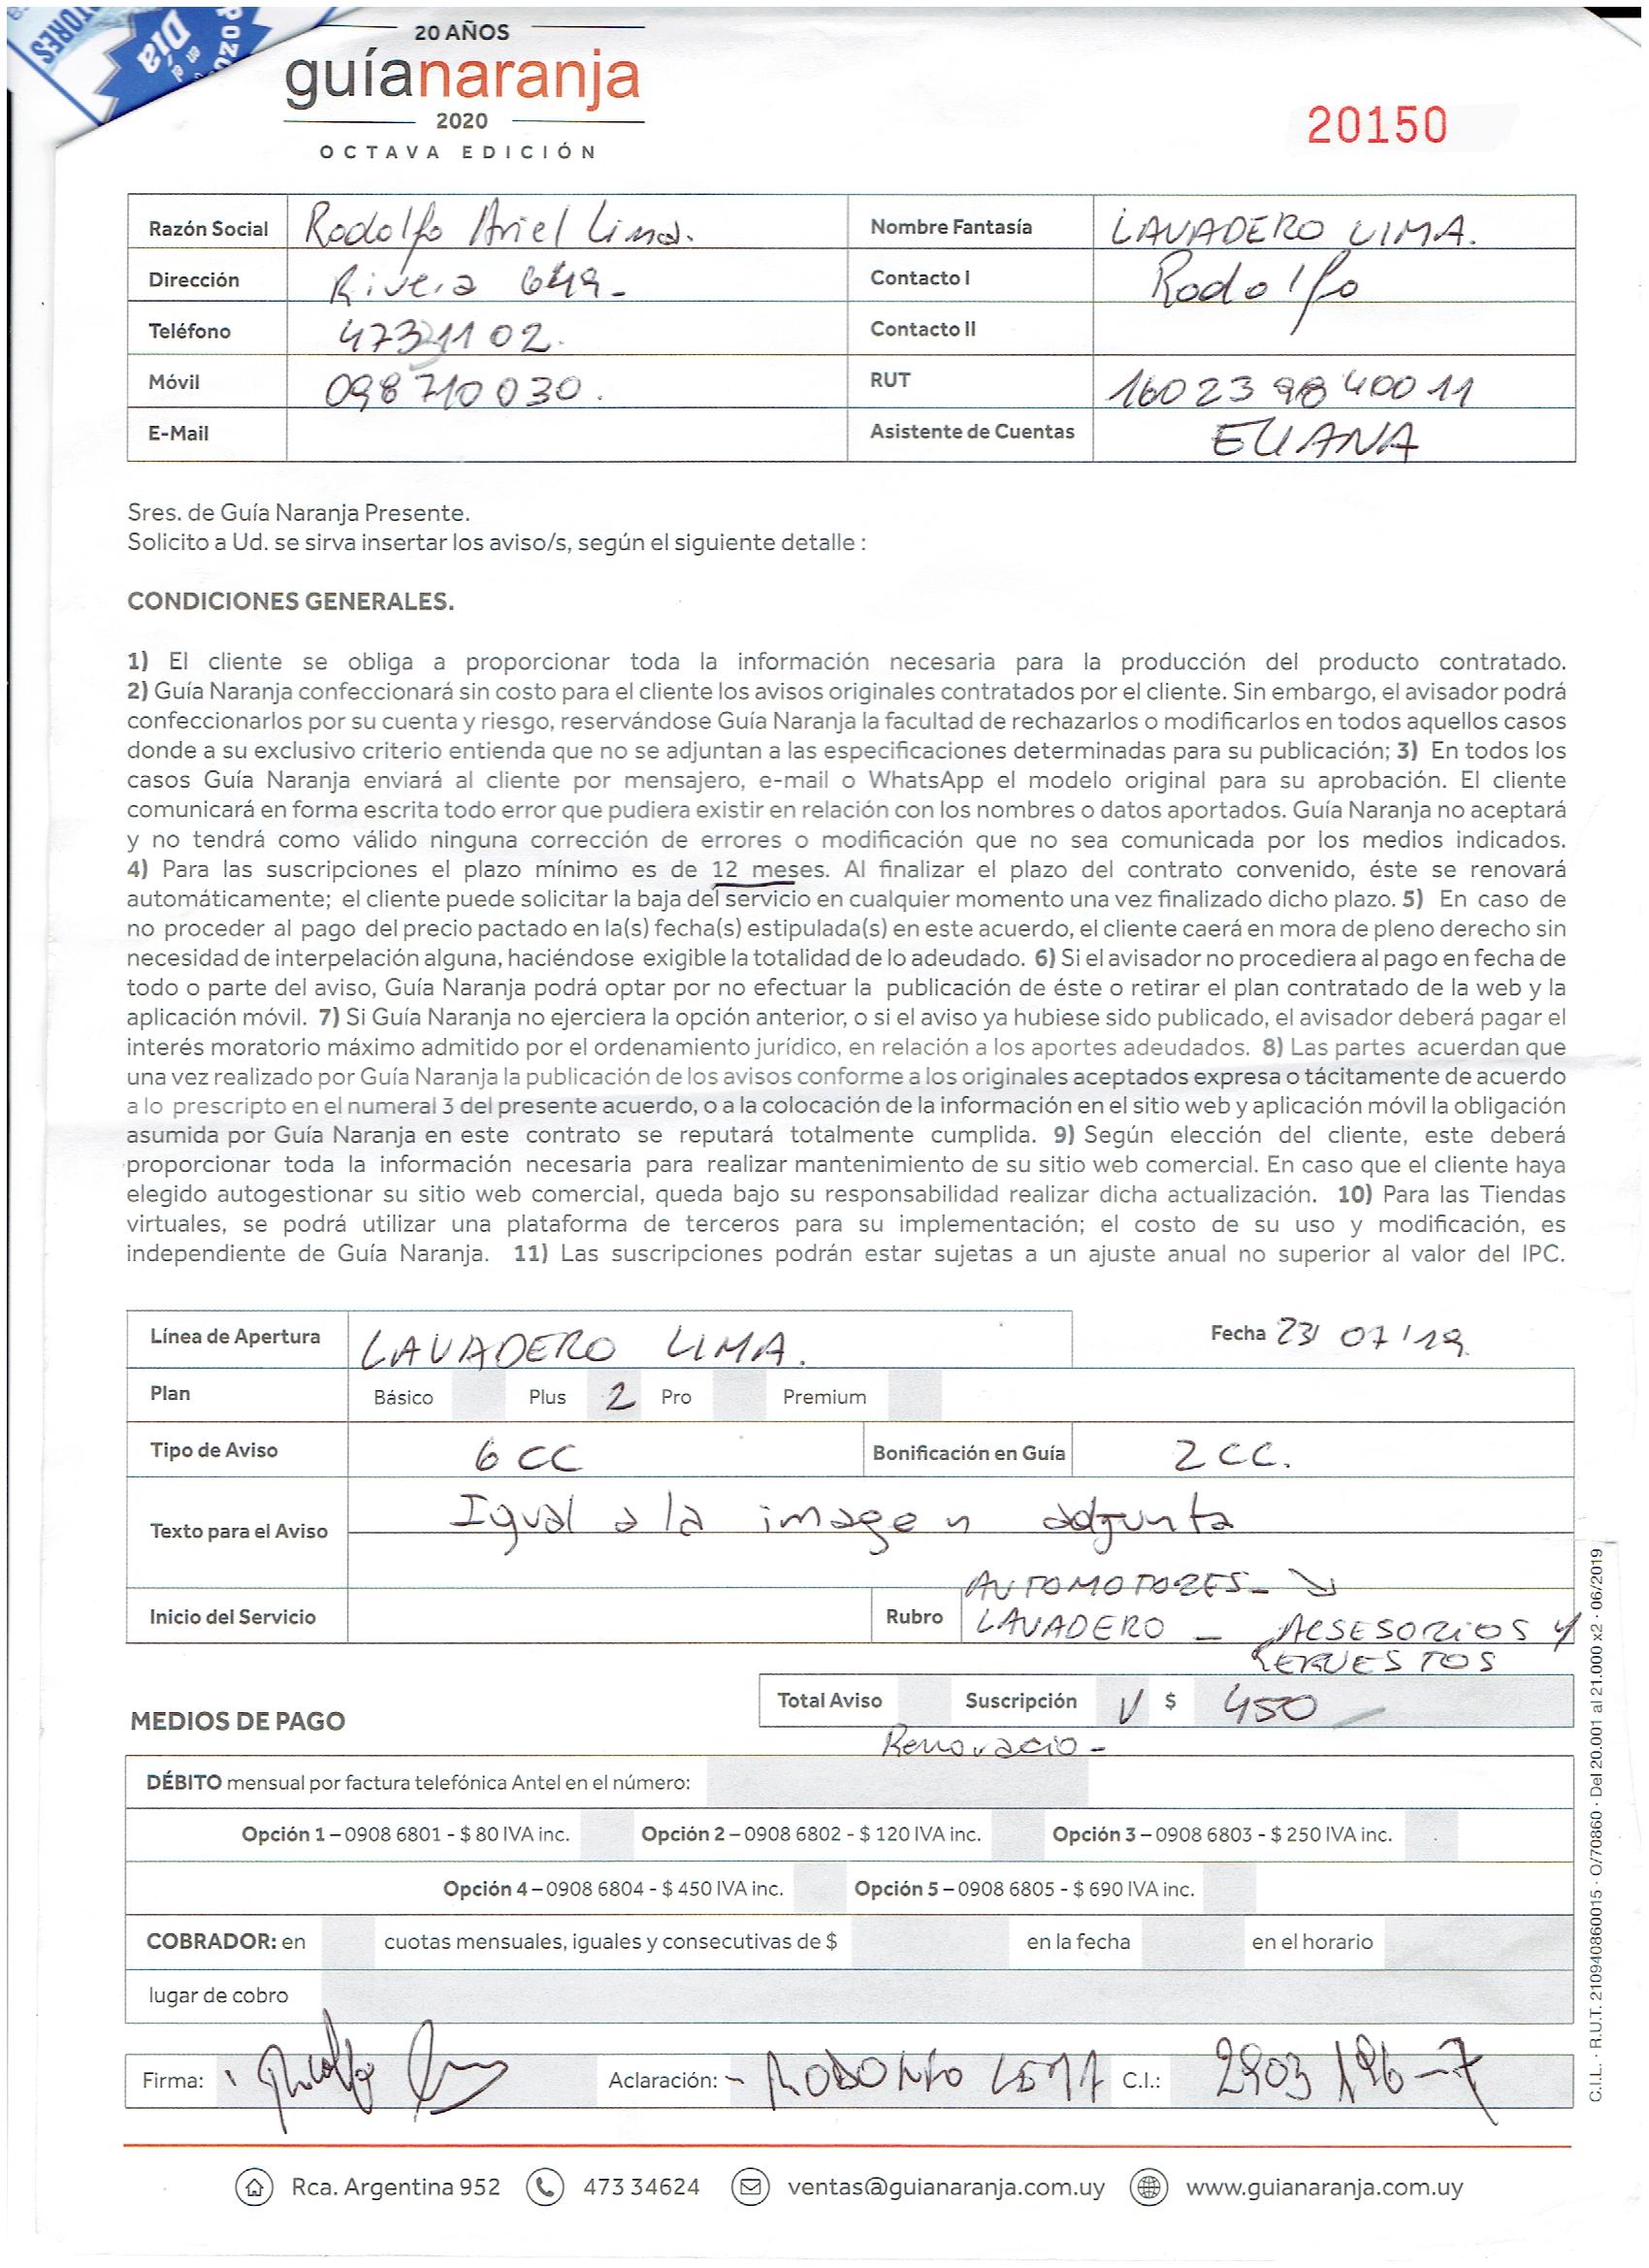 TORES
en el
Día
2020
20 AÑOS
guíanaranja
2020
OCTAVA EDICIÓN
20150
Razón Social Rodolfo Ariel Lima. Nombre Fantasía LAVADERO LIMA.
Dirección Rivera 649- Contacto I Rodolfo
Teléfono 47321102. Contacto II
Móvil 098710030. RUT 160239840011
E-Mail Asistente de Cuentas ELIANA
Sres. de Guía Naranja Presente.
Solicito a Ud. se sirva insertar los aviso/s, según el siguiente detalle :
CONDICIONES GENERALES.
1) El cliente se obliga a proporcionar toda la información necesaria para la producción del producto contratado.
2) Guía Naranja confeccionará sin costo para el cliente los avisos originales contratados por el cliente. Sin embargo, el avisador podrá
confeccionarlos por su cuenta y riesgo, reservándose Guía Naranja la facultad de rechazarlos o modificarlos en todos aquellos casos
donde a su exclusivo criterio entienda que no se adjuntan a las especificaciones determinadas para su publicación; 3) En todos los
casos Guía Naranja enviará al cliente por mensajero, e-mail o WhatsApp el modelo original para su aprobación. El cliente
comunicará en forma escrita todo error que pudiera existir en relación con los nombres o datos aportados. Guía Naranja no aceptará
y no tendrá como válido ninguna corrección de errores o modificación que no sea comunicada por los medios indicados.
4) Para las suscripciones el plazo mínimo es de 12 meses. Al finalizar el plazo del contrato convenido, éste se renovará
automáticamente; el cliente puede solicitar la baja del servicio en cualquier momento una vez finalizado dicho plazo. 5) En caso de
no proceder al pago del precio pactado en la(s) fecha(s) estipulada(s) en este acuerdo, el cliente caerá en mora de pleno derecho sin
necesidad de interpelación alguna, haciéndose exigible la totalidad de lo adeudado. 6) Si el avisador no procediera al pago en fecha de
todo o parte del aviso, Guía Naranja podrá optar por no efectuar la publicación de éste o retirar el plan contratado de la web y la
aplicación móvil. 7) Si Guía Naranja no ejerciera la opción anterior, o si el aviso ya hubiese sido publicado, el avisador deberá pagar el
interés moratorio máximo admitido por el ordenamiento jurídico, en relación a los aportes adeudados. 8) Las partes acuerdan que
una vez realizado por Guía Naranja la publicación de los avisos conforme a los originales aceptados expresa o tácitamente de acuerdo
a lo prescripto en el numeral 3 del presente acuerdo, o a la colocación de la información en el sitio web y aplicación móvil la obligación
asumida por Guía Naranja en este contrato se reputará totalmente cumplida. 9) Según elección del cliente, este deberá
proporcionar toda la información necesaria para realizar mantenimiento de su sitio web comercial. En caso que el cliente haya
elegido autogestionar su sitio web comercial, queda bajo su responsabilidad realizar dicha actualización. 10) Para las Tiendas
virtuales, se podrá utilizar una plataforma de terceros para su implementación; el costo de su uso y modificación, es
independiente de Guía Naranja. 11) Las suscripciones podrán estar sujetas a un ajuste anual no superior al valor del IPC.
Línea de Apertura LAVADERO LIMA. Fecha 23/ 07/19
Plan Básico Plus 2 Pro Premium
Tipo de Aviso 6 CC Bonificación en Guía 2 CC.
Texto para el Aviso Igual a la imagen adjunta
AUTOMOTORES-
Inicio del Servicio Rubro LAVADERO - ACSESORIOS Y
REPUESTOS
Total Aviso Suscripción V $ 450
MEDIOS DE PAGO
Renovacio-
DÉBITO mensual por factura telefónica Antel en el número:
Opción 1 – 0908 6801 - $ 80 IVA inc. Opción 2 – 0908 6802 - $ 120 IVA inc. Opción 3 – 0908 6803 - $ 250 IVA inc.
Opción 4 – 0908 6804 - $ 450 IVA inc. Opción 5 – 0908 6805 - $ 690 IVA inc.
COBRADOR: en cuotas mensuales, iguales y consecutivas de $ en la fecha en el horario
lugar de cobro
Firma: Aclaración: - RODOLFO LIMA C.I.: 2903 196-7
Rca. Argentina 952 473 34624 ventas@guianaranja.com.uy www.guianaranja.com.uy
C.I.L. · R.U.T. 210940860015 · O/70860 · Del 20.001 al 21.000 x2 · 06/2019